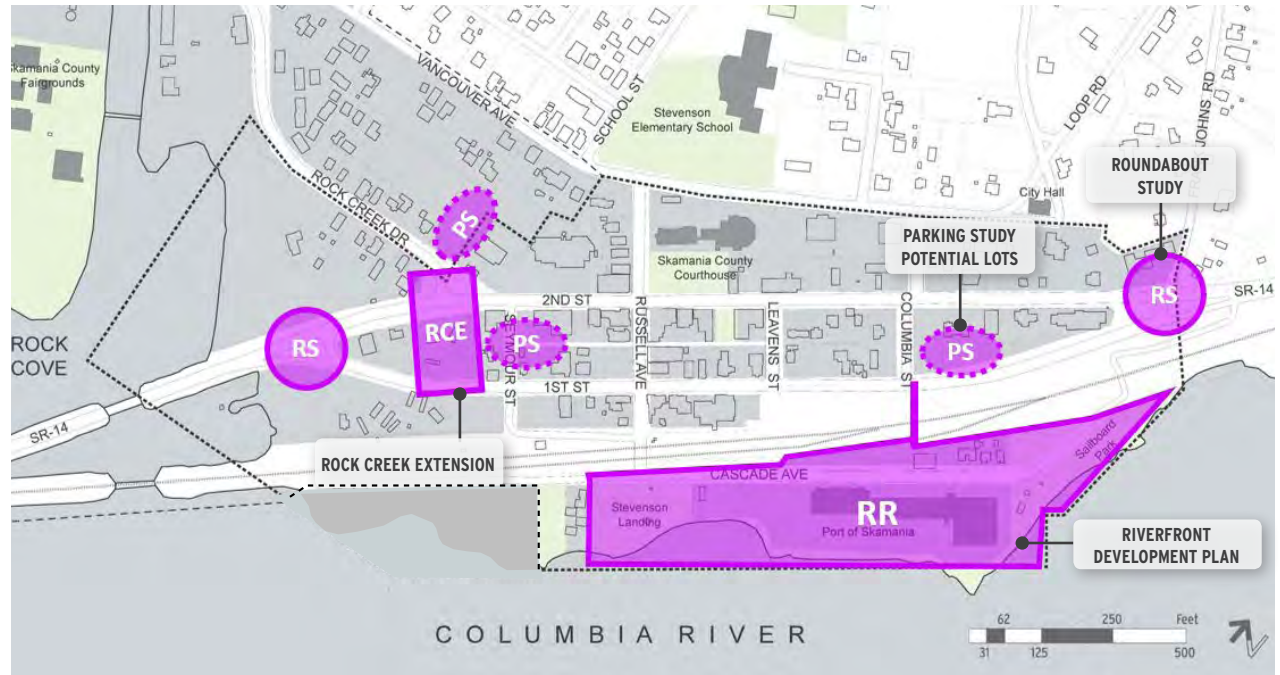 Skamania County
Fairgrounds
VANCOUVER AVE
SCHOOL ST
Stevenson
Elementary School
LOOP RD
JOHNS RD
ROUNDABOUT
STUDY
City Hall
ROCK CREEK DR
PS
PARKING STUDY
POTENTIAL LOTS
Skamania County
Courthouse
RS
SR-14
2ND ST
ROCK
COVE
RS
RCE
SEYMOUR ST
PS
RUSSELL AVE
LEAVENS ST
COLUMBIA ST
PS
1ST ST
SR-14
ROCK CREEK EXTENSION
CASCADE AVE
Sailboard
Park
Stevenson
Landing
RR
Port of Skamania
RIVERFRONT
DEVELOPMENT PLAN
COLUMBIA RIVER
62 250 Feet
31 125 500